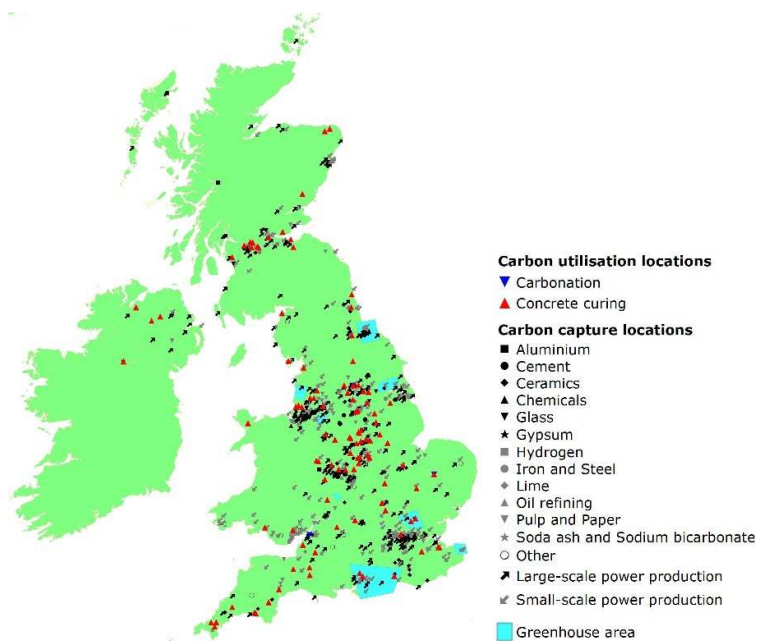 Carbon utilisation locations
Carbonation
Concrete curing
Carbon capture locations
Aluminium
Cement
Ceramics
Chemicals
Glass
Gypsum
Hydrogen
Iron and Steel
Lime
Oil refining
Pulp and Paper
Soda ash and Sodium bicarbonate
Other
Large-scale power production
Small-scale power production
Greenhouse area